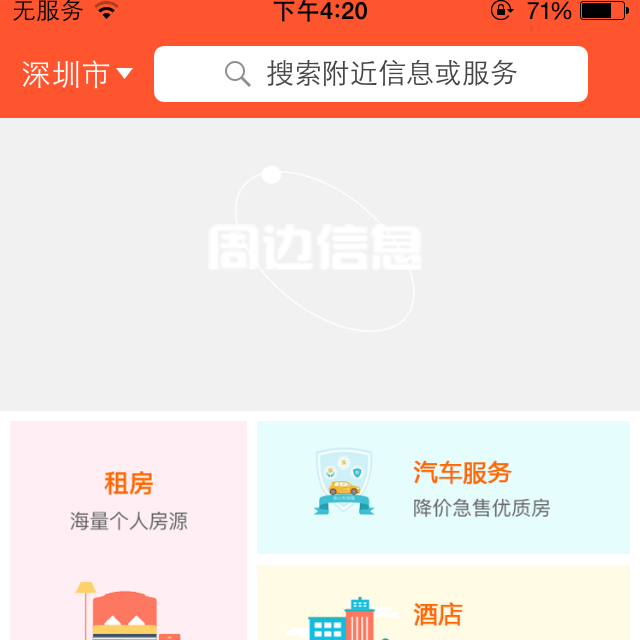 无服务 下午4:20 71%
深圳市 搜索附近信息或服务
周边信息
租房
海量个人房源
汽车服务
降价急售优质房
酒店